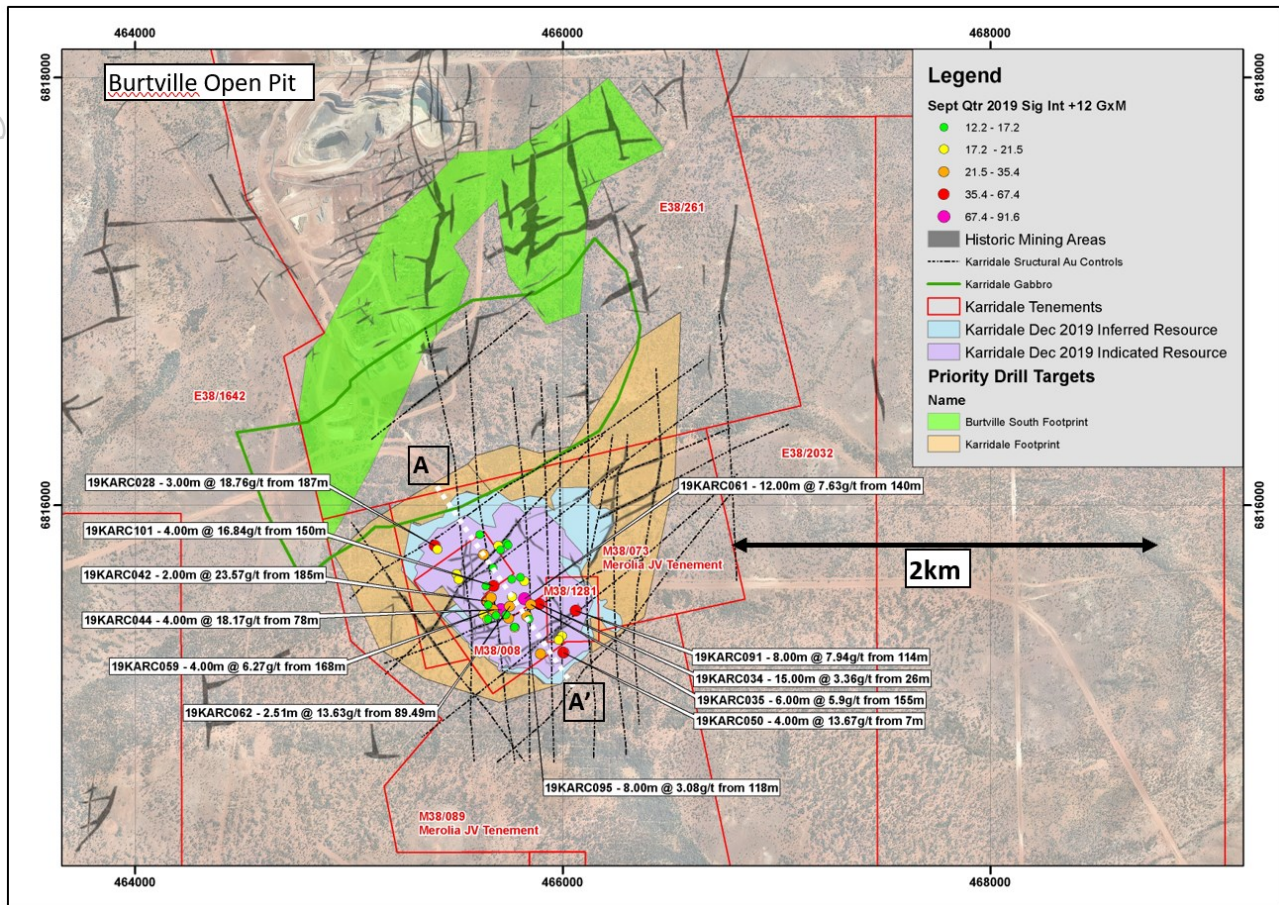 464000
466000
468000
6818000
6818000
Burtville Open Pit
Legend
Sept Qtr 2019 Sig Int +12 GxM
12.2 - 17.2
17.2 - 21.5
21.5 - 35.4
35.4 - 67.4
67.4 - 91.6
Historic Mining Areas
Karridale Sructural Au Controls
Karridale Gabbro
Karridale Tenements
Karridale Dec 2019 Inferred Resource
Karridale Dec 2019 Indicated Resource
Priority Drill Targets
Name
Burtville South Footprint
Karridale Footprint
E38/261
E38/1642
E38/2032
A
19KARC028 - 3.00m @ 18.76g/t from 187m
19KARC061 - 12.00m @ 7.63g/t from 140m
6816000
6816000
19KARC101 - 4.00m @ 16.84g/t from 150m
M38/073
Merolia JV Tenement
2km
19KARC042 - 2.00m @ 23.57g/t from 185m
M38/1281
19KARC044 - 4.00m @ 18.17g/t from 78m
M38/008
19KARC059 - 4.00m @ 6.27g/t from 168m
19KARC091 - 8.00m @ 7.94g/t from 114m
19KARC034 - 15.00m @ 3.36g/t from 26m
19KARC035 - 6.00m @ 5.9g/t from 155m
19KARC050 - 4.00m @ 13.67g/t from 7m
A'
19KARC062 - 2.51m @ 13.63g/t from 89.49m
19KARC095 - 8.00m @ 3.08g/t from 118m
M38/089
Merolia JV Tenement
464000
466000
468000